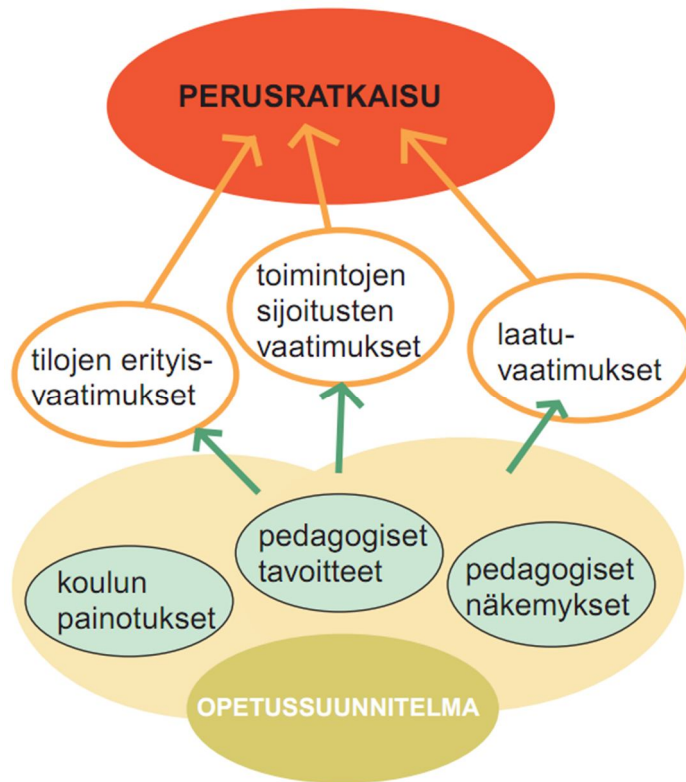 PERUSRATKAISU
toimintojen
sijoitusten
vaatimukset
tilojen erityis-
vaatimukset
laatu-
vaatimukset
pedagogiset
tavoitteet
koulun
painotukset
pedagogiset
näkemykset
OPETUSSUUNNITELMA